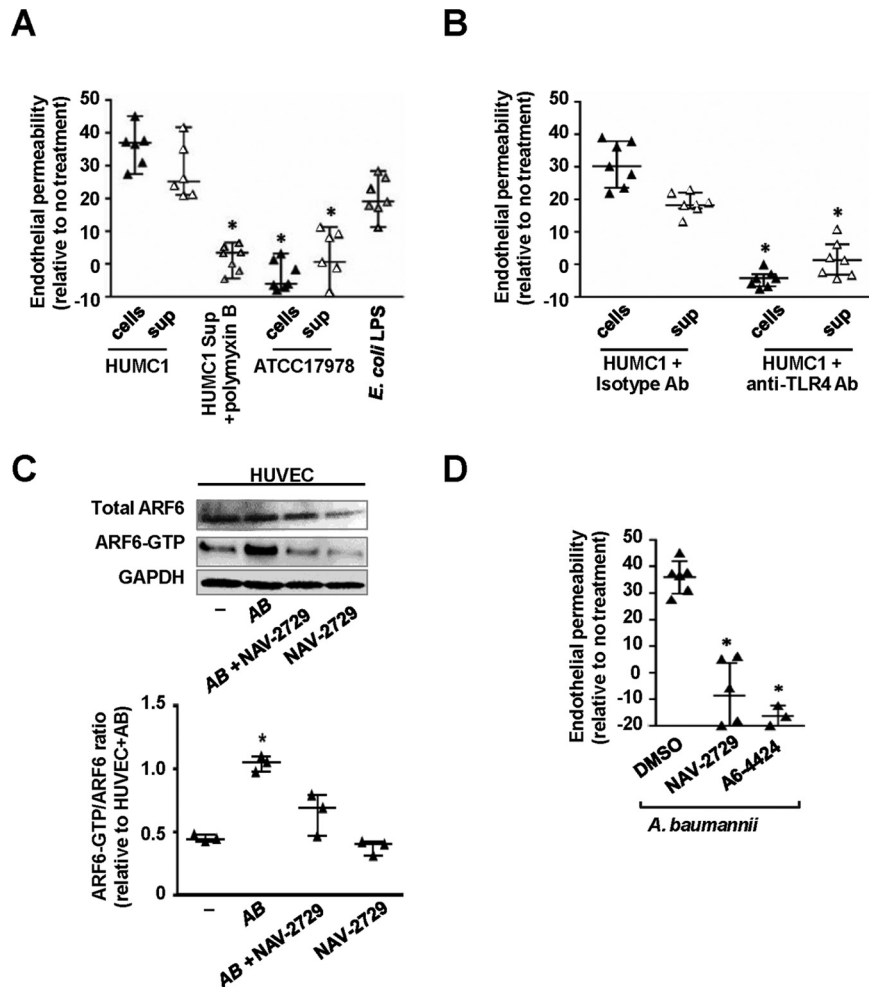 A
Endothelial permeability
(relative to no treatment)
50
40
30
20
10
0
-10
*
*
*
cells
sup
HUMC1
HUMC1 Sup
+polymyxin B
cells
sup
ATCC17978
E. coli LPS
B
Endothelial permeability
(relative to no treatment)
50
40
30
20
10
0
-10
*
*
cells
sup
HUMC1 +
Isotype Ab
cells
sup
HUMC1 +
anti-TLR4 Ab
C
HUVEC
Total ARF6
ARF6-GTP
GAPDH
–
AB
AB + NAV-2729
NAV-2729
ARF6-GTP/ARF6 ratio
(relative to HUVEC+AB)
1.5
1.0
0.5
0
*
–
AB
AB + NAV-2729
NAV-2729
D
Endothelial permeability
(relative to no treatment)
50
40
30
20
10
0
-10
-20
*
*
DMSO
NAV-2729
A6-4424
A. baumannii